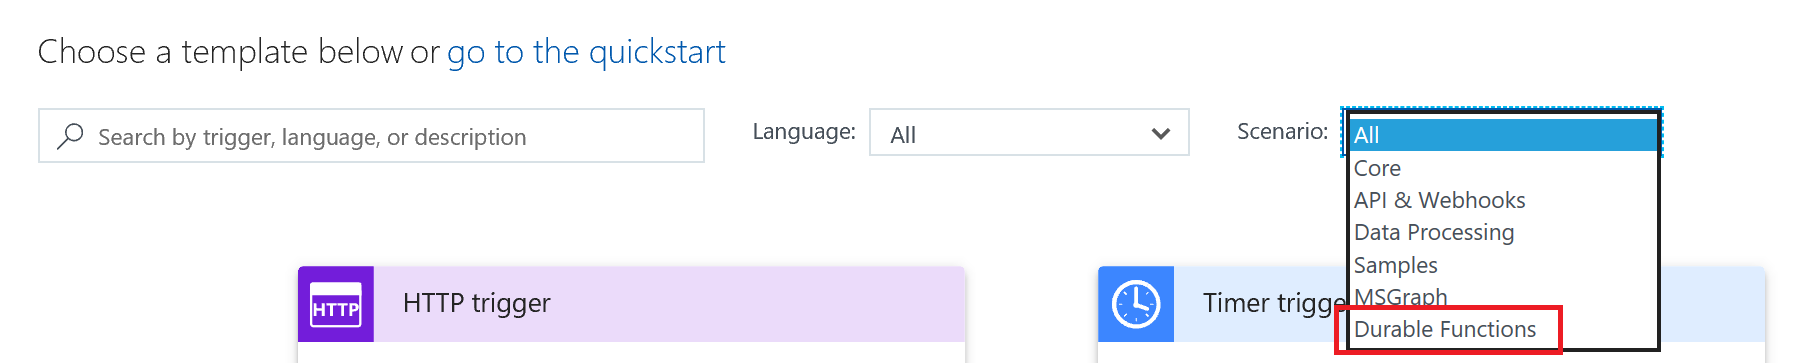 Choose a template below or go to the quickstart
Search by trigger, language, or description
Language:
All
Scenario:
All
Core
API & Webhooks
Data Processing
Samples
MSGraph
Durable Functions
HTTP
HTTP trigger
Timer trigge